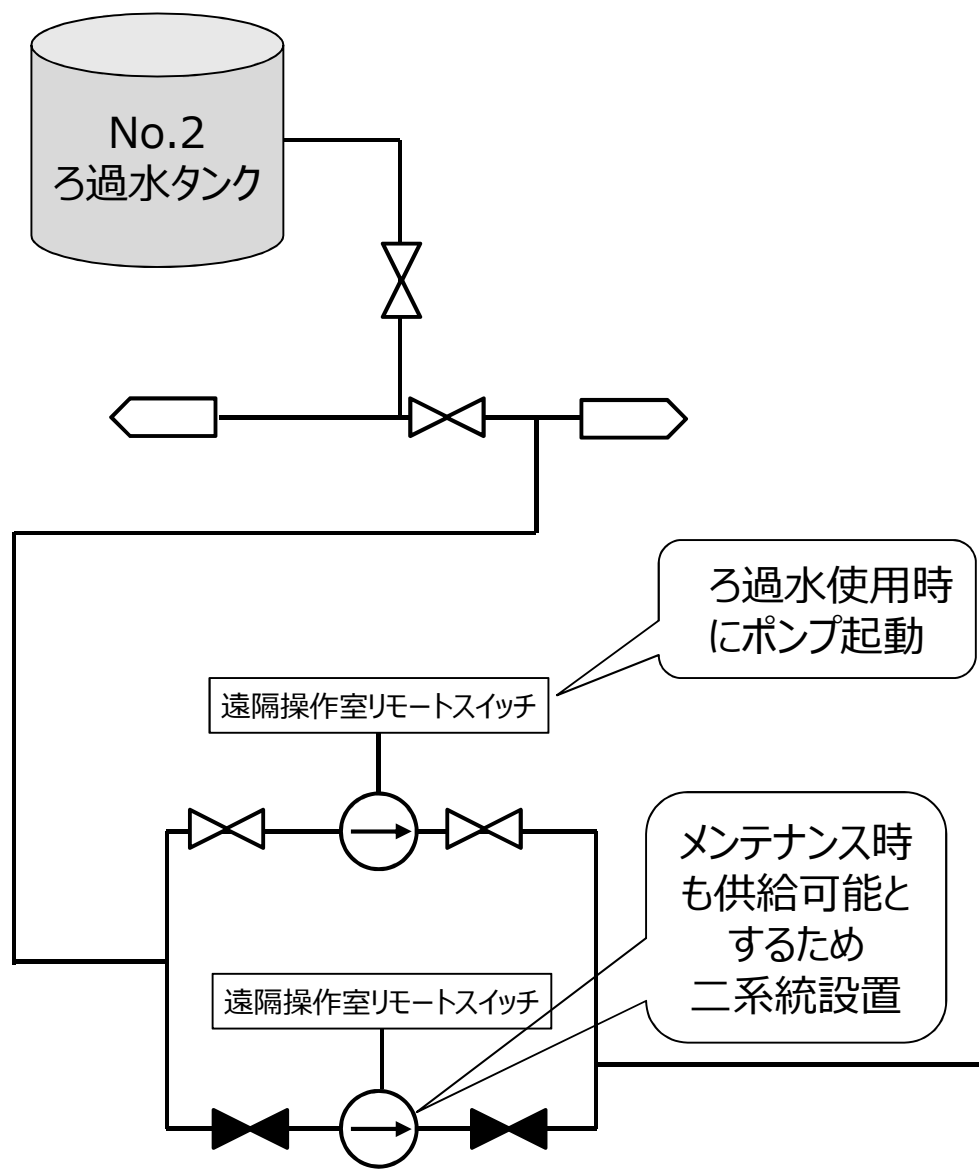 No.2
ろ過水タンク
ろ過水使用時
にポンプ起動
遠隔操作室リモートスイッチ
メンテナンス時
も供給可能と
するため
二系統設置
遠隔操作室リモートスイッチ